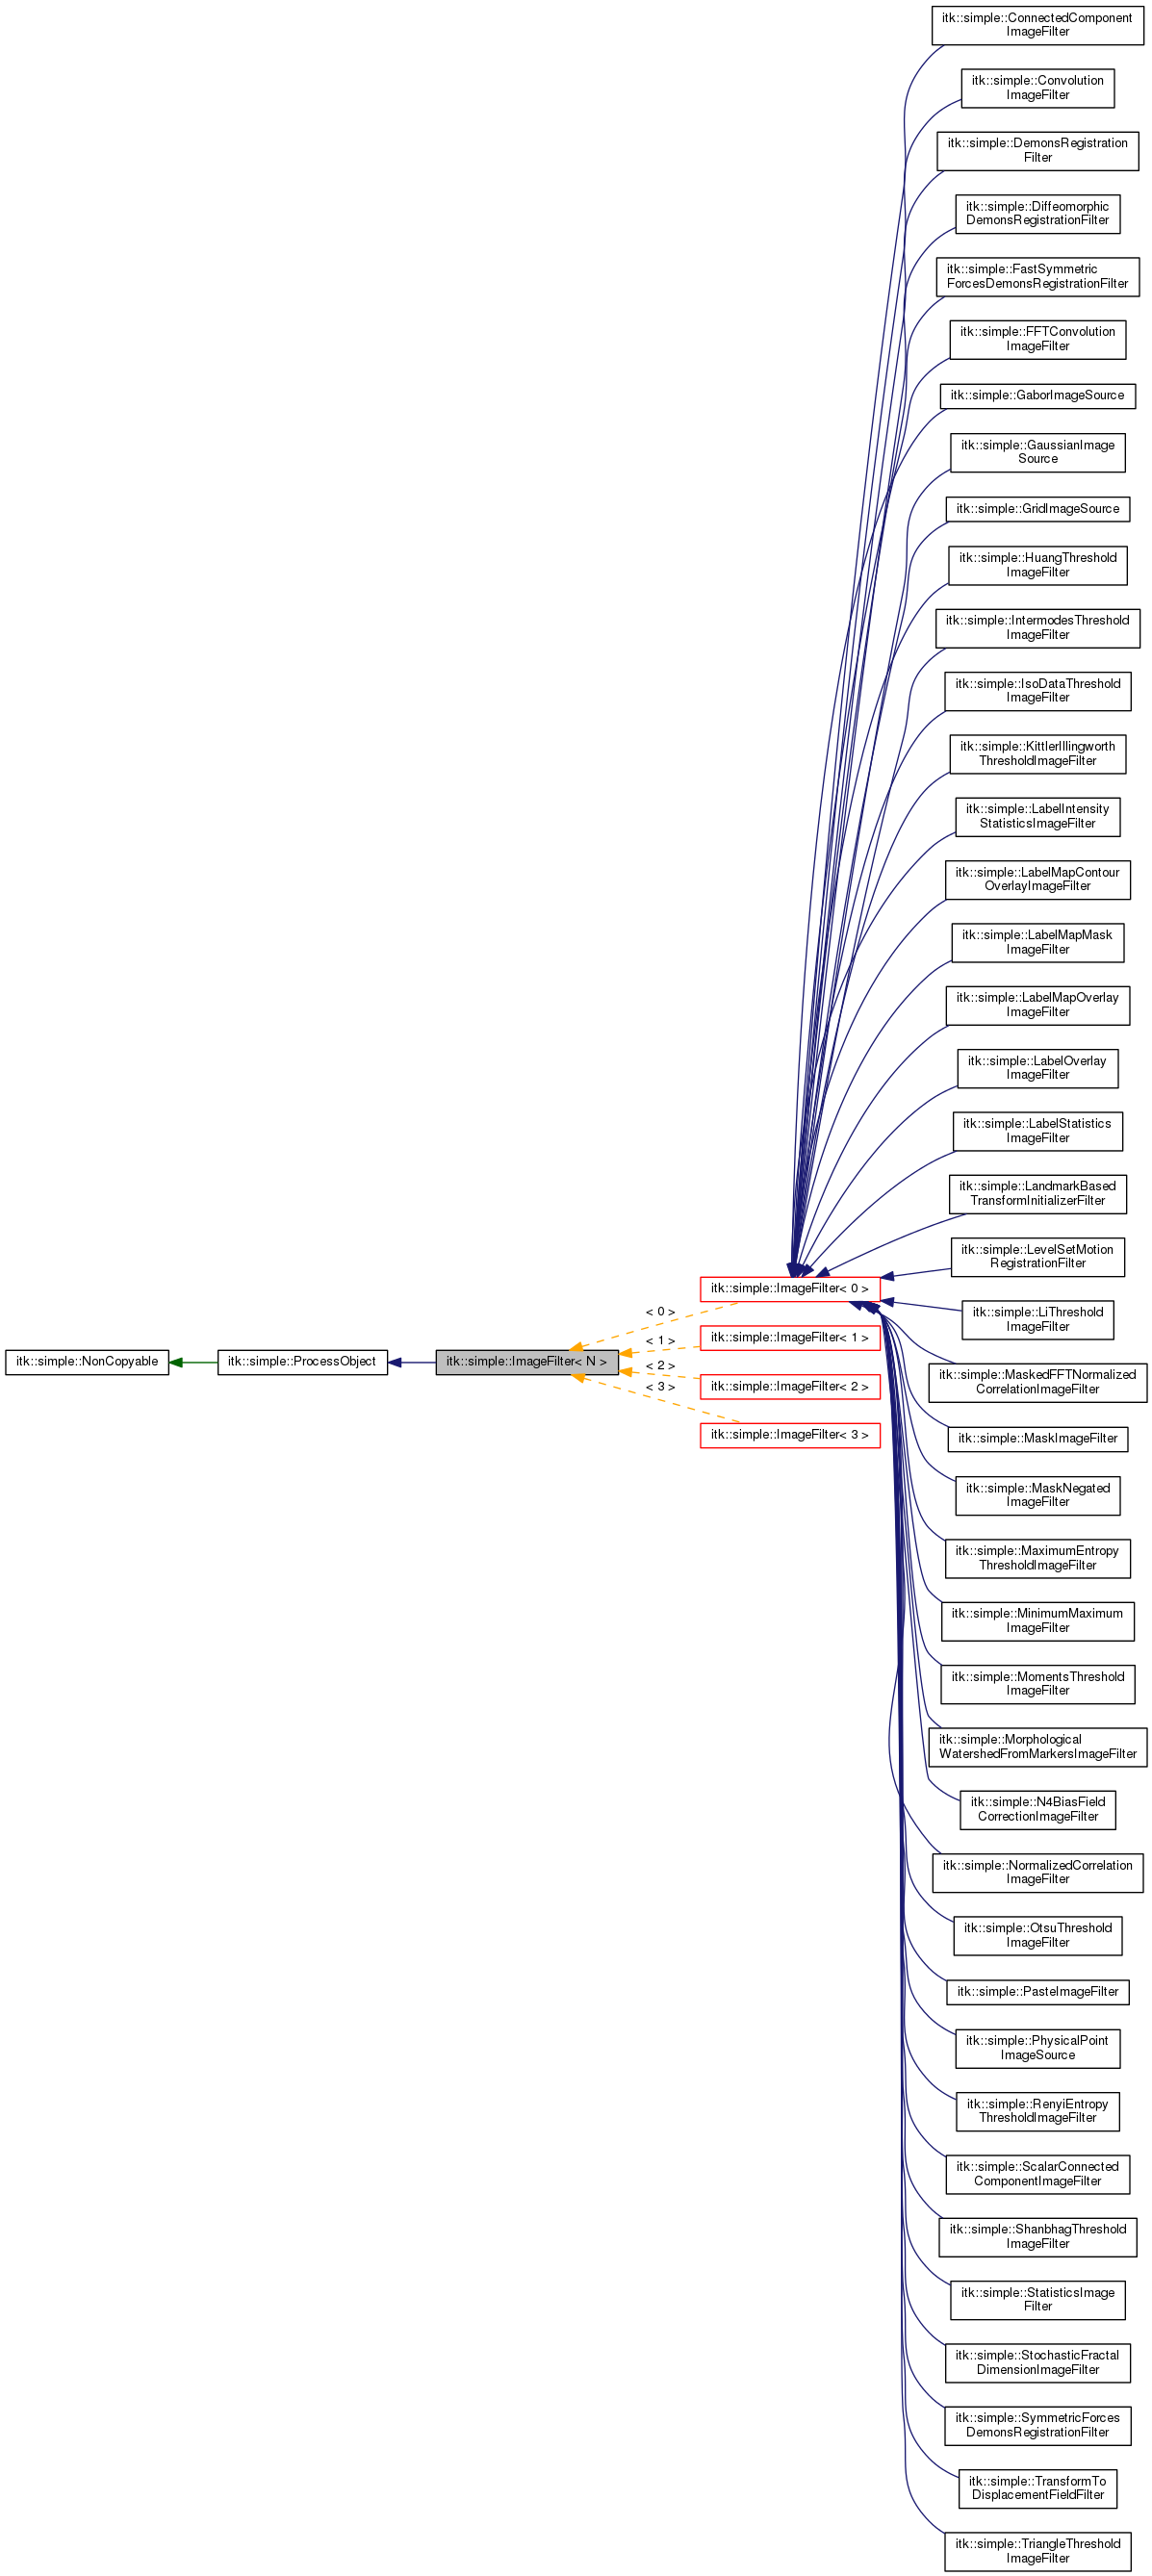 itk::simple::ConnectedComponent
ImageFilter
itk::simple::Convolution
ImageFilter
itk::simple::DemonsRegistration
Filter
itk::simple::Diffeomorphic
DemonsRegistrationFilter
itk::simple::FastSymmetric
ForcesDemonsRegistrationFilter
itk::simple::FFTConvolution
ImageFilter
itk::simple::GaborImageSource
itk::simple::GaussianImage
Source
itk::simple::GridImageSource
itk::simple::HuangThreshold
ImageFilter
itk::simple::IntermodesThreshold
ImageFilter
itk::simple::IsoDataThreshold
ImageFilter
itk::simple::KittlerIllingworth
ThresholdImageFilter
itk::simple::LabelIntensity
StatisticsImageFilter
itk::simple::LabelMapContour
OverlayImageFilter
itk::simple::LabelMapMask
ImageFilter
itk::simple::LabelMapOverlay
ImageFilter
itk::simple::LabelOverlay
ImageFilter
itk::simple::LabelStatistics
ImageFilter
itk::simple::LandmarkBased
TransformInitializerFilter
itk::simple::LevelSetMotion
RegistrationFilter
itk::simple::ImageFilter< 0 >
< 0 >
itk::simple::LiThreshold
ImageFilter
itk::simple::ImageFilter< 1 >
< 1 >
itk::simple::NonCopyable
itk::simple::ProcessObject
itk::simple::ImageFilter< N >
< 2 >
itk::simple::ImageFilter< 2 >
< 3 >
itk::simple::ImageFilter< 3 >
itk::simple::MaskedFFTNormalized
CorrelationImageFilter
itk::simple::MaskImageFilter
itk::simple::MaskNegated
ImageFilter
itk::simple::MaximumEntropy
ThresholdImageFilter
itk::simple::MinimumMaximum
ImageFilter
itk::simple::MomentsThreshold
ImageFilter
itk::simple::Morphological
WatershedFromMarkersImageFilter
itk::simple::N4BiasField
CorrectionImageFilter
itk::simple::NormalizedCorrelation
ImageFilter
itk::simple::OtsuThreshold
ImageFilter
itk::simple::PasteImageFilter
itk::simple::PhysicalPoint
ImageSource
itk::simple::RenyiEntropy
ThresholdImageFilter
itk::simple::ScalarConnected
ComponentImageFilter
itk::simple::ShanbhagThreshold
ImageFilter
itk::simple::StatisticsImage
Filter
itk::simple::StochasticFractal
DimensionImageFilter
itk::simple::SymmetricForces
DemonsRegistrationFilter
itk::simple::TransformTo
DisplacementFieldFilter
itk::simple::TriangleThreshold
ImageFilter